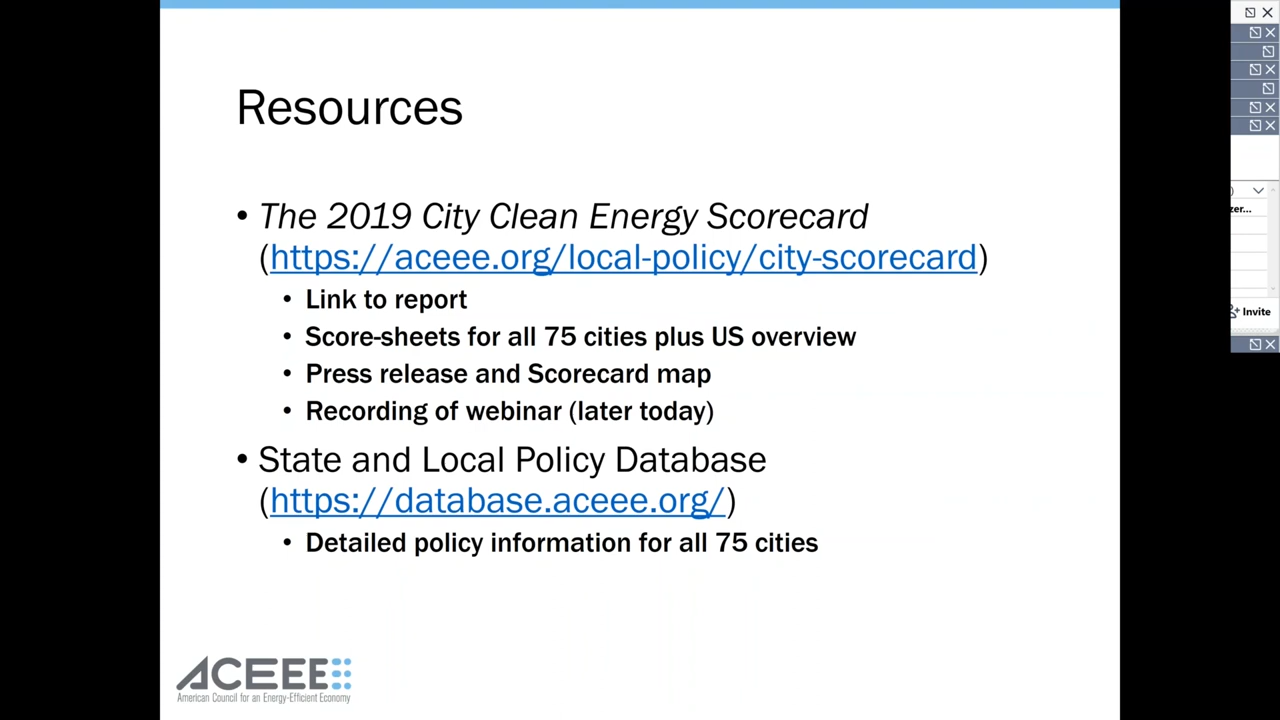 Resources
• The 2019 City Clean Energy Scorecard
(https://aceee.org/local-policy/city-scorecard)
• Link to report
• Score-sheets for all 75 cities plus US overview
• Press release and Scorecard map
• Recording of webinar (later today)
• State and Local Policy Database
(https://database.aceee.org/)
• Detailed policy information for all 75 cities
ACEEE
American Council for an Energy-Efficient Economy
zer...
Invite